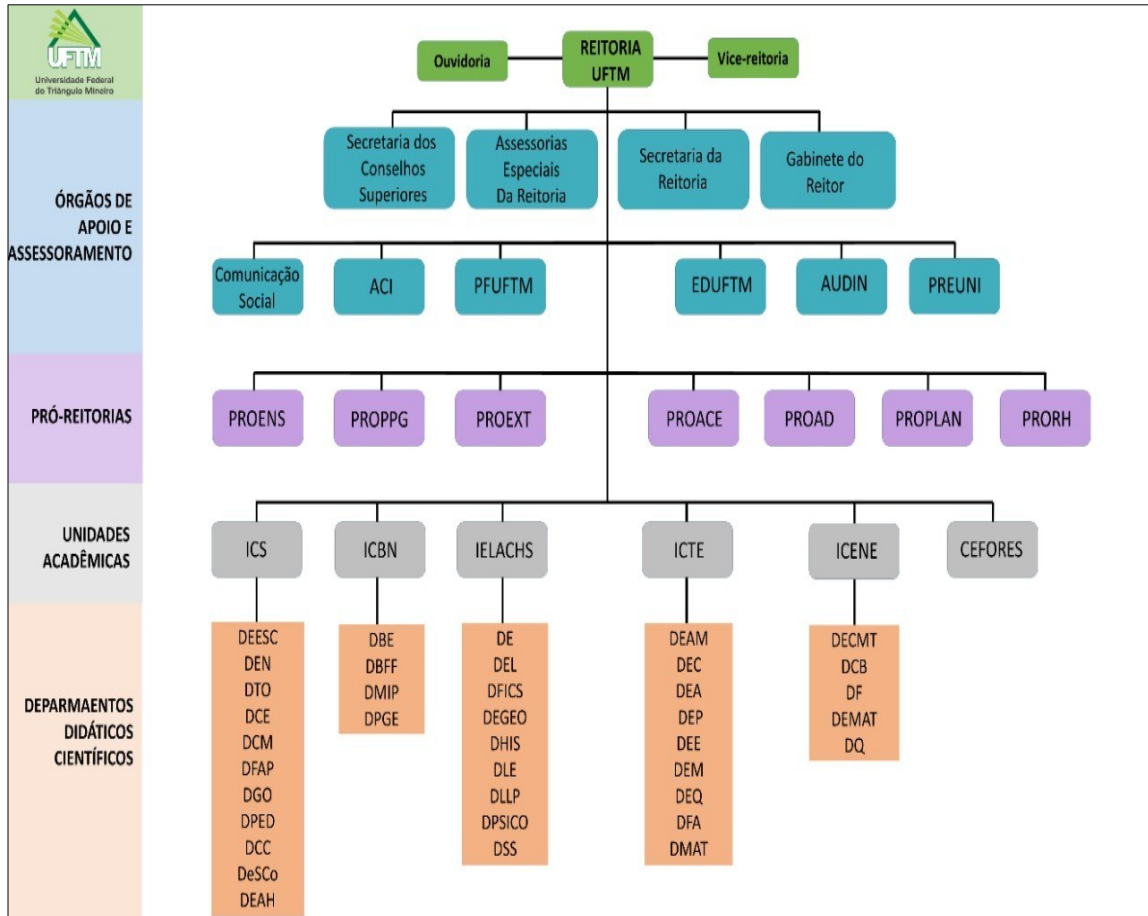 UFTM
Universidade Federal
do Triângulo Mineiro
Ouvidoria
REITORIA
UFTM
Vice-reitoria
ÓRGÃOS DE
APOIO E
ASSESSORAMENTO
Secretaria dos
Conselhos
Superiores
Assessorias
Especiais
Da Reitoria
Secretaria da
Reitoria
Gabinete do
Reitor
Comunicação
Social
ACI
PFUFTM
EDUFTM
AUDIN
PREUNI
PRÓ-REITORIAS
PROENS
PROPPG
PROEXT
PROACE
PROAD
PROPLAN
PRORH
UNIDADES
ACADÊMICAS
ICS
ICBN
IELACHS
ICTE
ICENE
CEFORES
DEPARMAENTOS
DIDÁTICOS
CIENTÍFICOS
DEESC
DEN
DTO
DCE
DCM
DFAP
DGO
DPED
DCC
DeSCo
DEAH
DBE
DBFF
DMIP
DPGE
DE
DEL
DFICS
DEGEO
DHIS
DLE
DLLP
DPSICO
DSS
DEAM
DEC
DEA
DEP
DEE
DEM
DEQ
DFA
DMAT
DECMT
DCB
DF
DEMAT
DQ